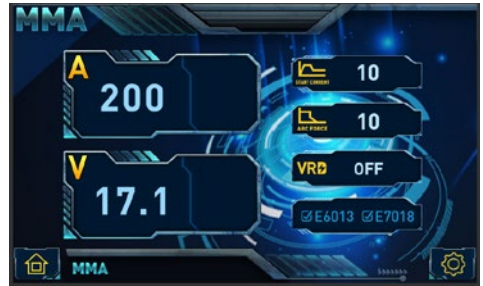 MMA
A
200
START CURRENT
10
ARC FORCE
10
V
17.1
VRD
OFF
E6013 E7018
MMA